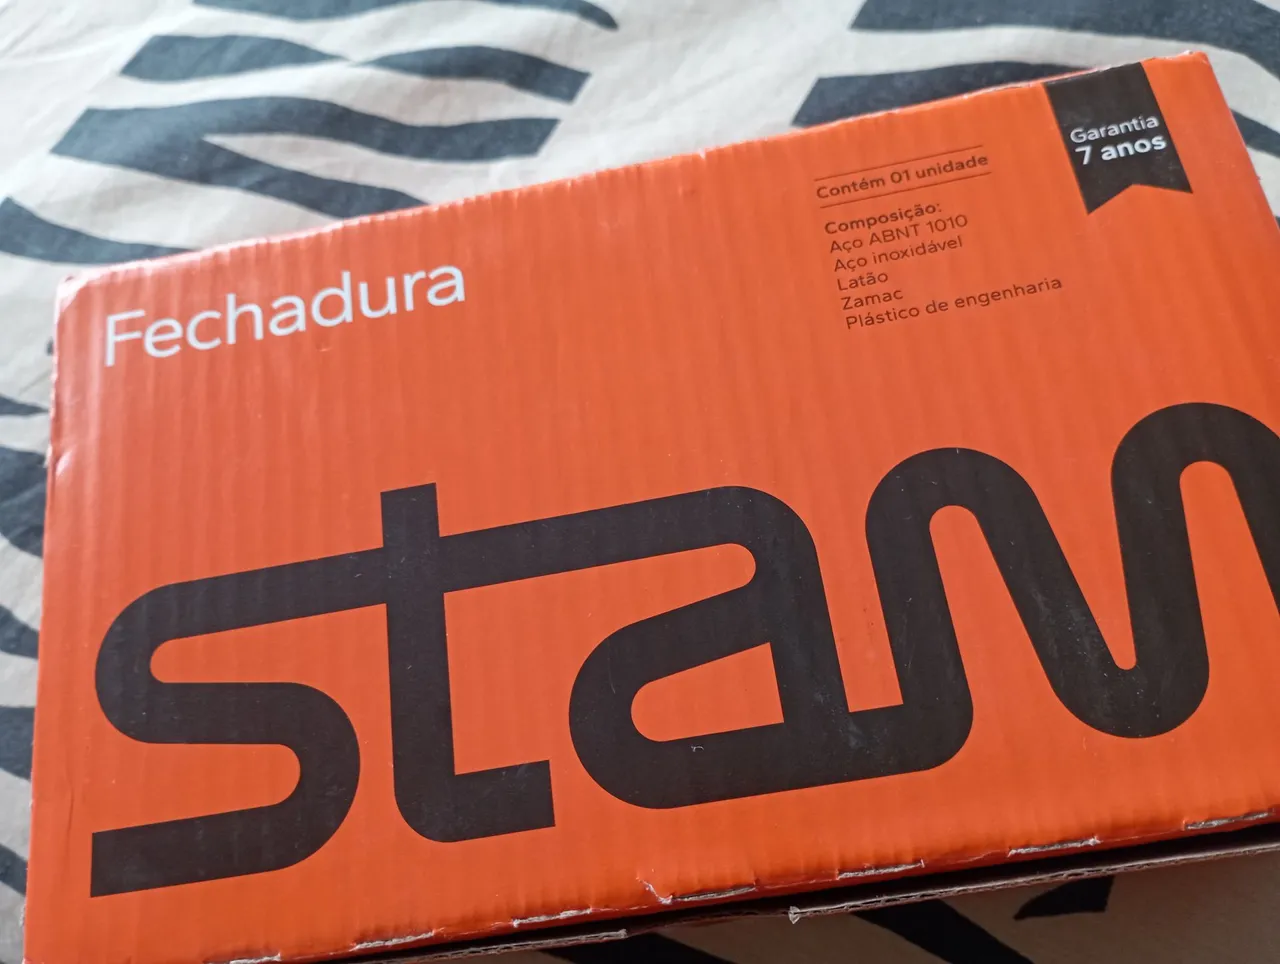 Fechadura
Contém 01 unidade
Composição:
Aço ABNT 1010
Aço inoxidável
Latão
Zamac
Plástico de engenharia
Garantia
7 anos
stam